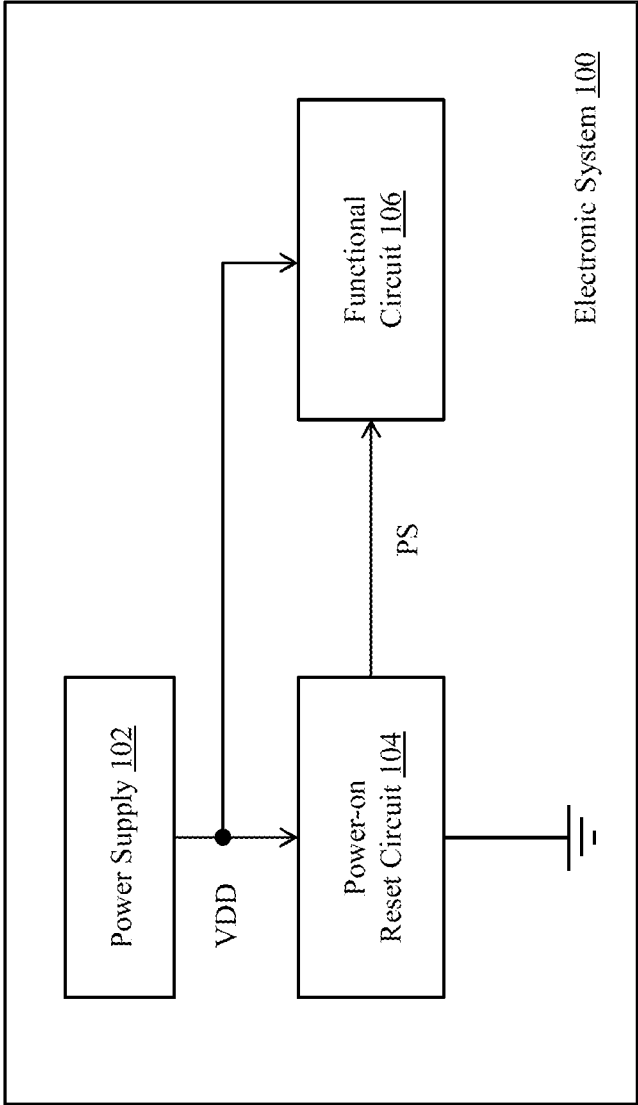 Power Supply 102
VDD
Power-on
Reset Circuit 104
PS
Functional
Circuit 106
Electronic System 100